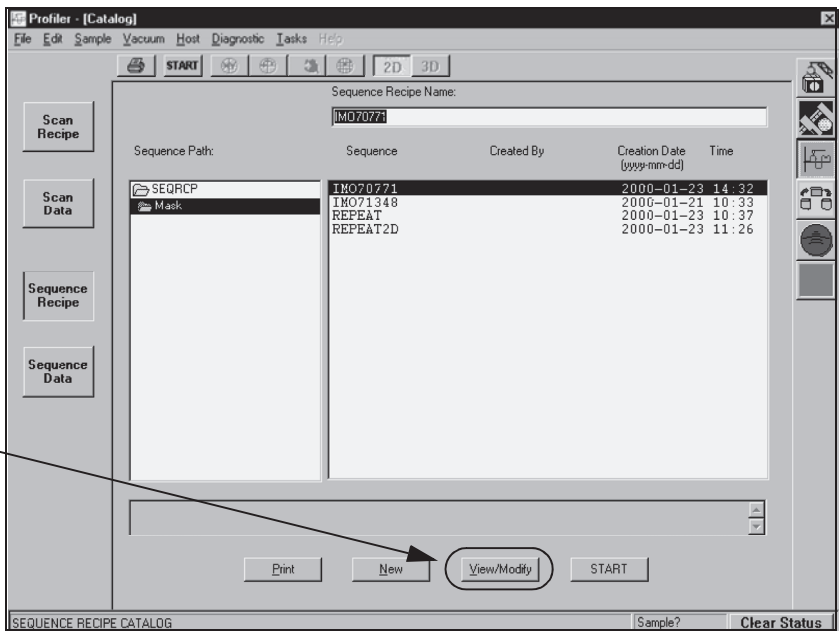 Profiler - [Catalog]
File Edit Sample Vacuum Host Diagnostic Tasks Help
START 2D 3D
Sequence Recipe Name:
IMO70771
Scan Recipe
Scan Data
Sequence Recipe
Sequence Data
Sequence Path:
SEQRCP
Mask
Sequence Created By Creation Date Time
(yyyy-mm-dd)
IMO70771 2000-01-23 14:32
IMO71348 2000-01-21 10:33
REPEAT 2000-01-23 10:37
REPEAT2D 2000-01-23 11:26
Print New View/Modify START
SEQUENCE RECIPE CATALOG Sample? Clear Status